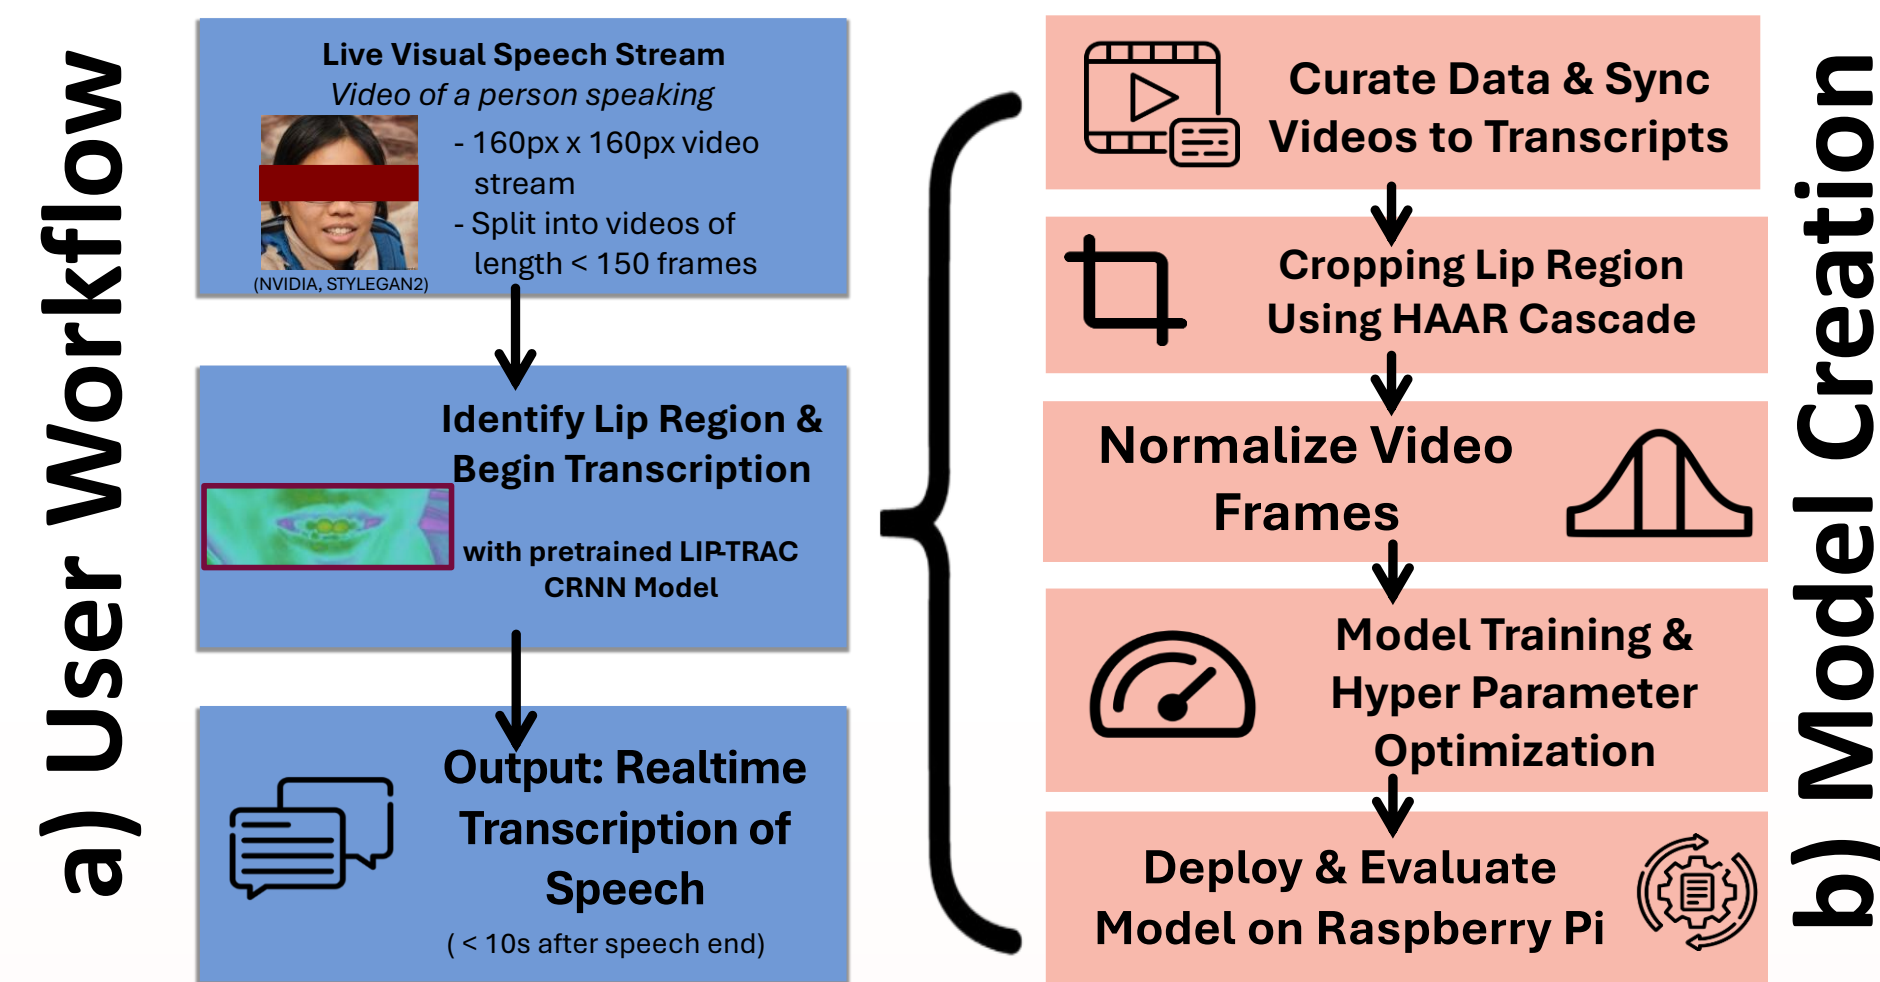 a) User Workflow
Live Visual Speech Stream
Video of a person speaking
- 160px x 160px video
stream
- Split into videos of
length < 150 frames
(NVIDIA, STYLEGAN2)
Identify Lip Region &
Begin Transcription
with pretrained LIP-TRAC
CRNN Model
Output: Realtime
Transcription of
Speech
( < 10s after speech end)
Curate Data & Sync
Videos to Transcripts
Cropping Lip Region
Using HAAR Cascade
Normalize Video
Frames
Model Training &
Hyper Parameter
Optimization
Deploy & Evaluate
Model on Raspberry Pi
b) Model Creation